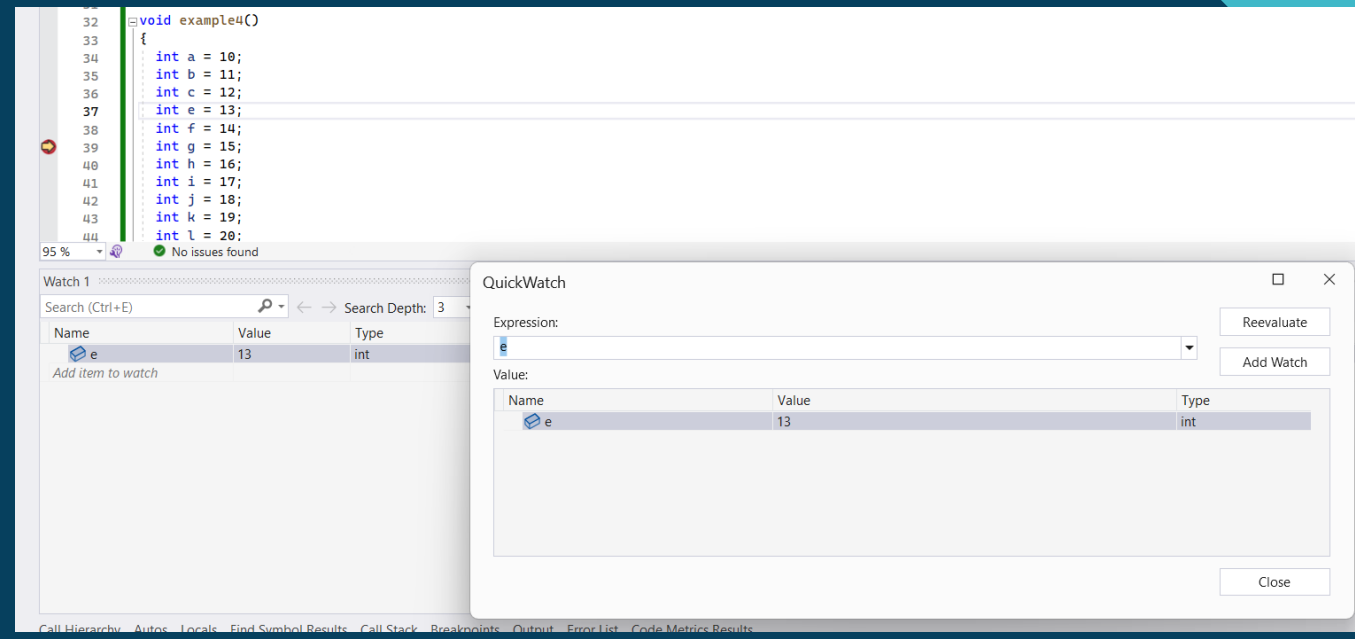 32 void example4()
33 {
34 int a = 10;
35 int b = 11;
36 int c = 12;
37 int e = 13;
38 int f = 14;
39 int g = 15;
40 int h = 16;
41 int i = 17;
42 int j = 18;
43 int k = 19;
44 int l = 20;
95 % No issues found
Watch 1
Search (Ctrl+E) Search Depth: 3
Name Value Type
e 13 int
Add item to watch
QuickWatch
Expression:
Reevaluate
e
Add Watch
Value:
Name Value Type
e 13 int
Close
Call Hierarchy Autos Locals Find Symbol Results Call Stack Breakpoints Output Error List Code Metrics Results